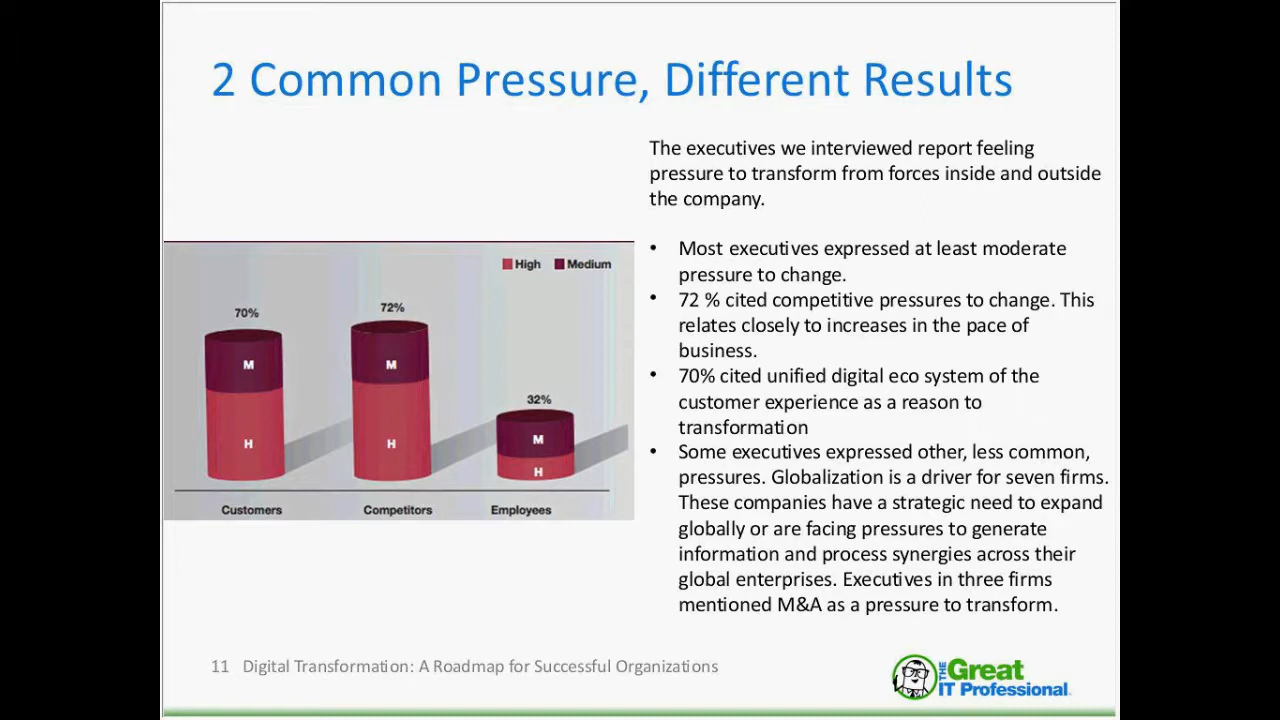 2 Common Pressure, Different Results
The executives we interviewed report feeling
pressure to transform from forces inside and outside
the company.
• Most executives expressed at least moderate
pressure to change.
• 72 % cited competitive pressures to change. This
relates closely to increases in the pace of
business.
• 70% cited unified digital eco system of the
customer experience as a reason to
transformation
• Some executives expressed other, less common,
pressures. Globalization is a driver for seven firms.
These companies have a strategic need to expand
globally or are facing pressures to generate
information and process synergies across their
global enterprises. Executives in three firms
mentioned M&A as a pressure to transform.
High Medium
70%
72%
32%
M
M
M
H
H
H
Customers Competitors Employees
11 Digital Transformation: A Roadmap for Successful Organizations
THE Great
IT Professional